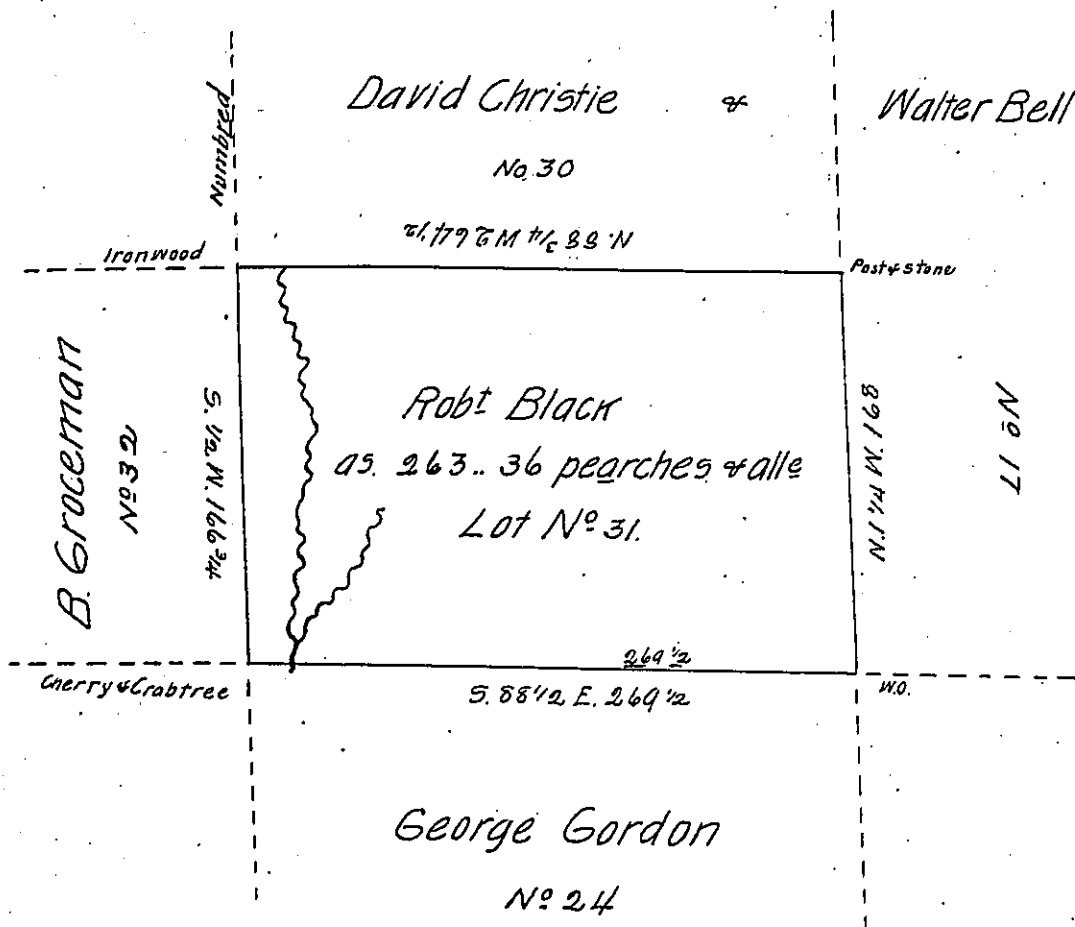 David Christie & Walter Bell
Numbered
No. 30
N. 88 3/4 W 264 1/2
Ironwood
Post & Stone
B. Groceman
No 32
S. 1/2 W. 166 3/4
Robt Black
as. 263.. 36 pearches & alle
Lot No 31.
N. 1 1/4 W 168
No 17
269 1/2
Cherry & Crabtree
S. 88 1/2 E. 269 1/2
W.O.
George Gordon
No 24